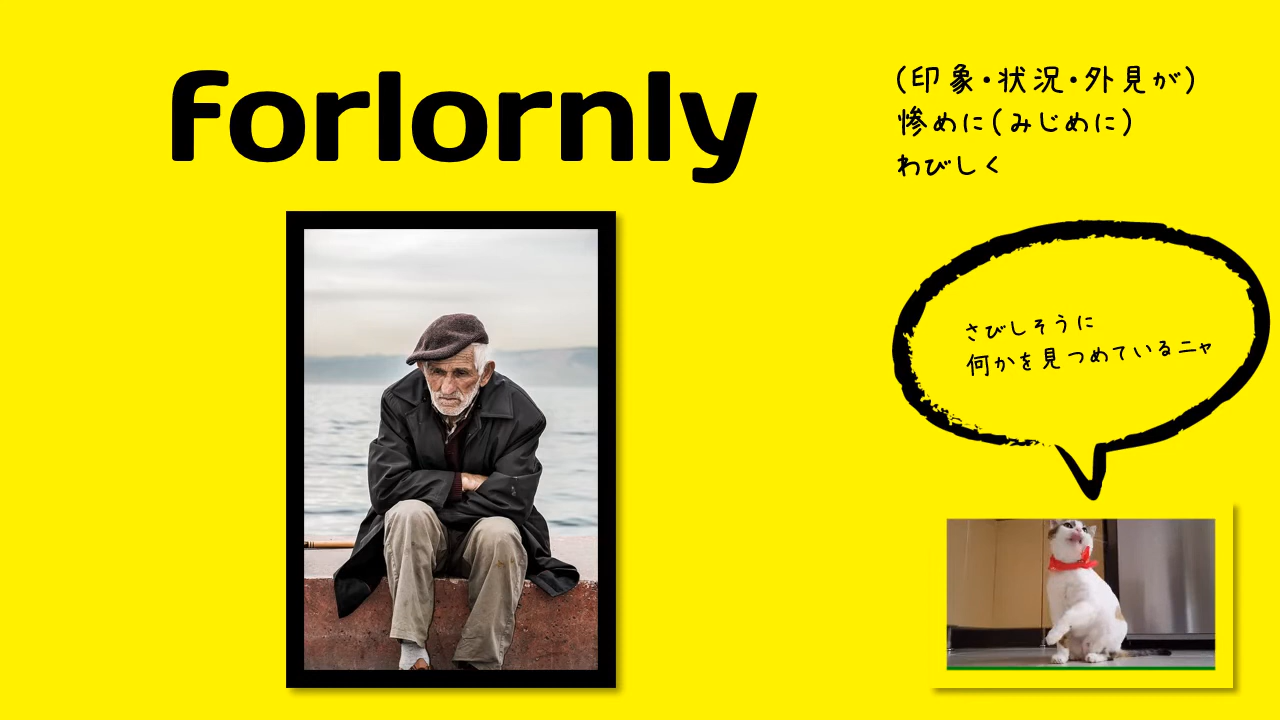 forlornly
(印象・状況・外見が)
惨めに(みじめに)
わびしく
さびしそうに
何かを見つめているニャ